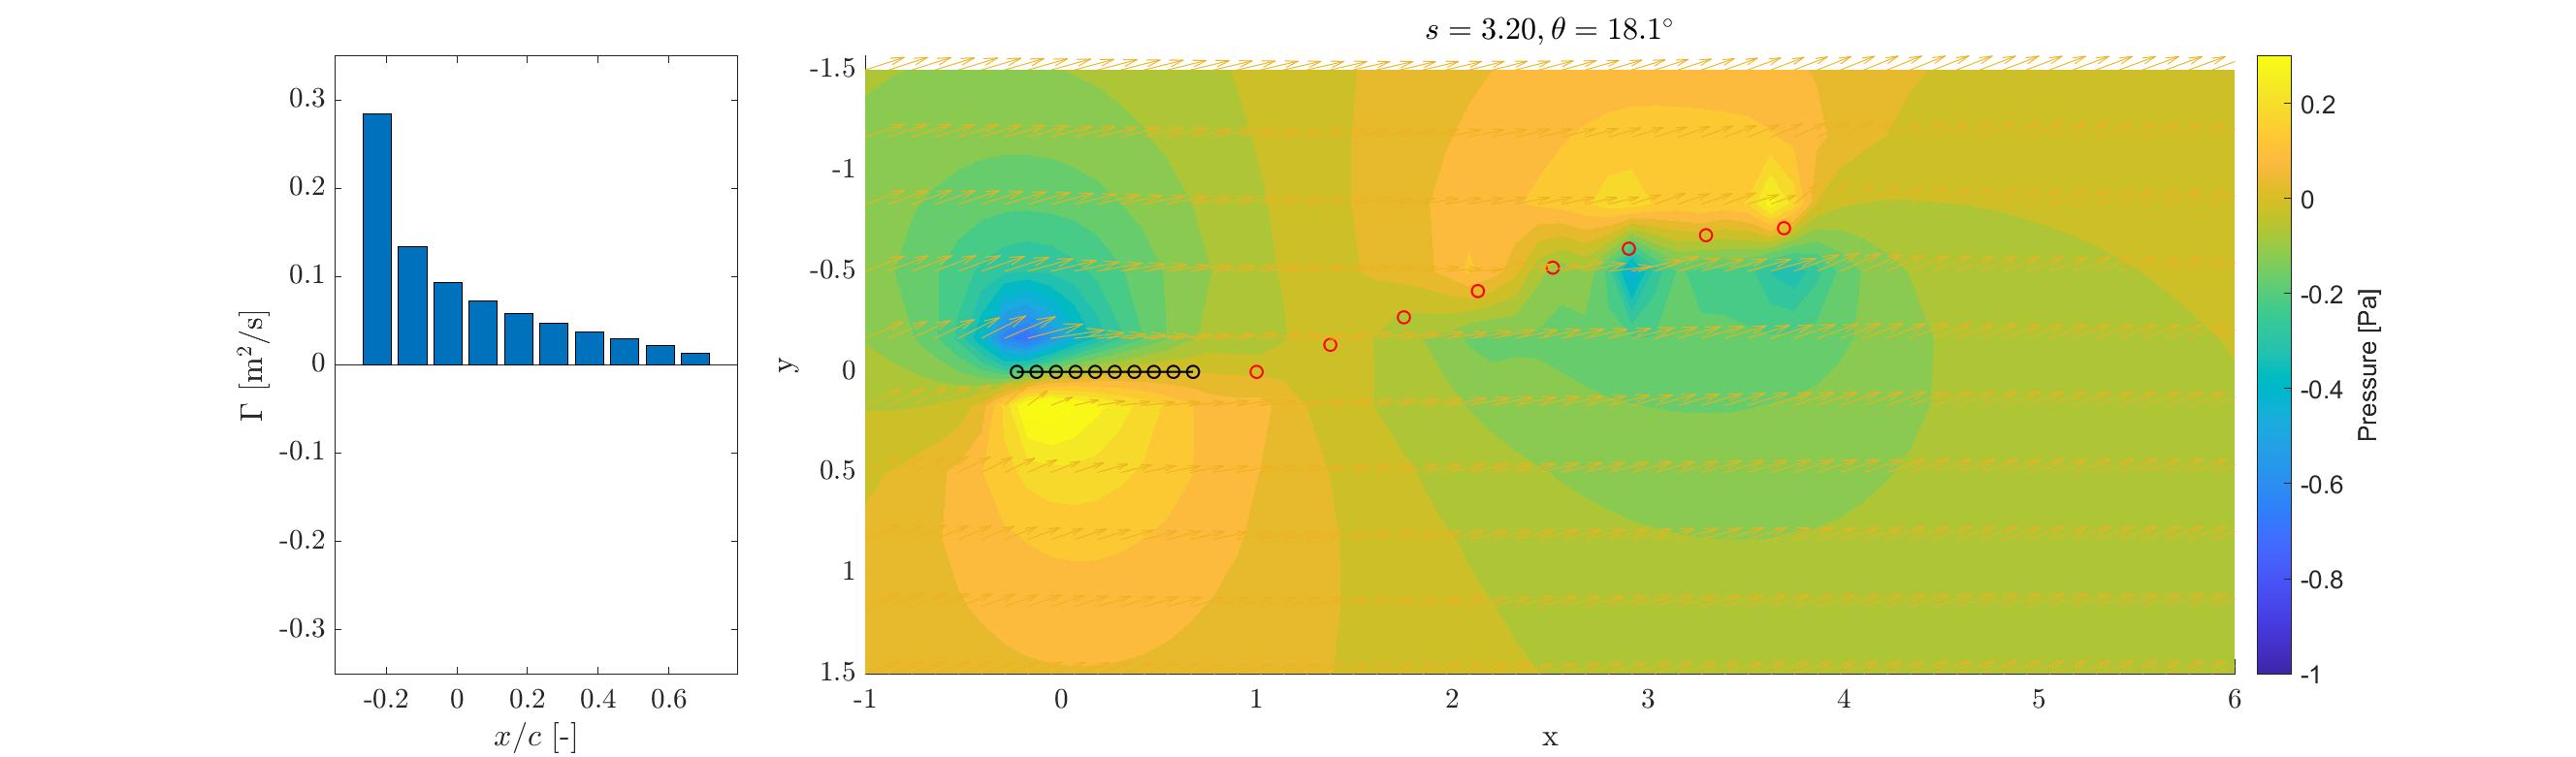 s = 3.20, θ = 18.1°
0.3
0.2
0.1
0
-0.1
-0.2
-0.3
Γ [m²/s]
-0.2 0 0.2 0.4 0.6
x/c [-]
-1.5
-1
-0.5
0
0.5
1
1.5
y
-1 0 1 2 3 4 5 6
x
0.2
0
-0.2
-0.4
-0.6
-0.8
-1
Pressure [Pa]